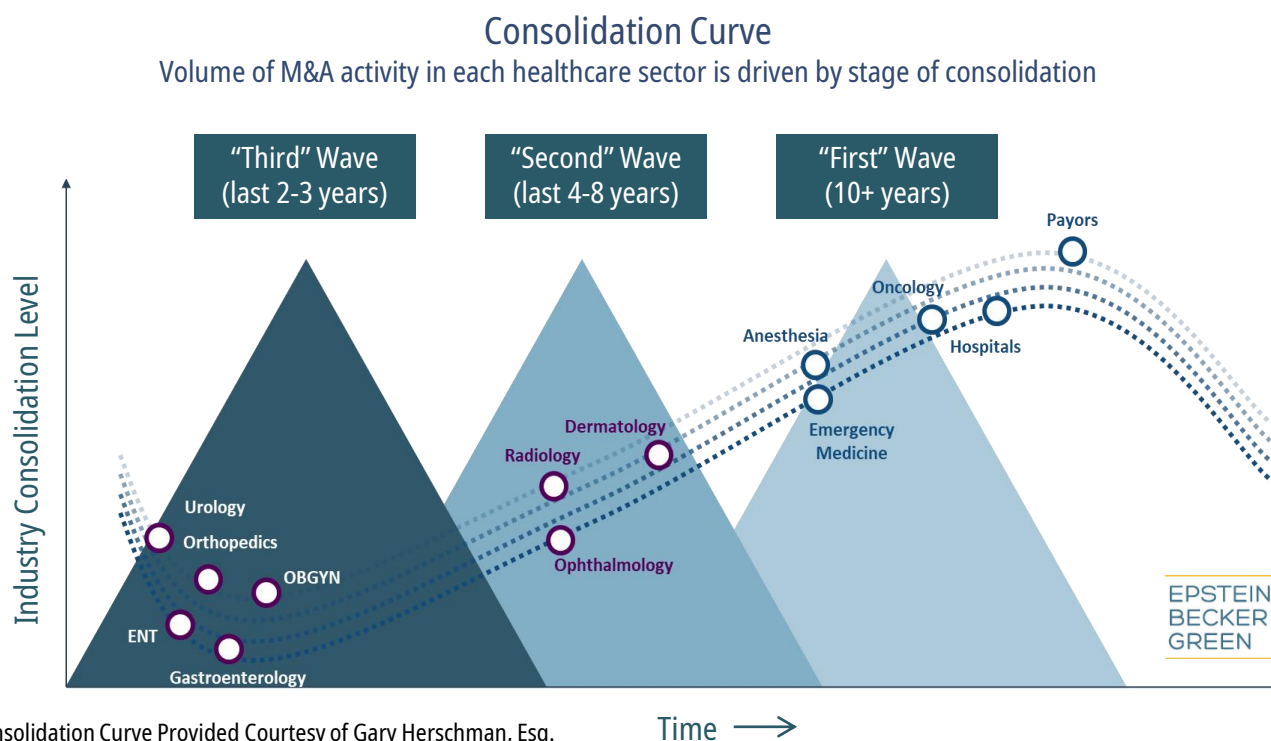 Consolidation Curve
Volume of M&A activity in each healthcare sector is driven by stage of consolidation
“Third” Wave
(last 2-3 years)
“Second” Wave
(last 4-8 years)
“First” Wave
(10+ years)
Industry Consolidation Level
Payors
Oncology
Anesthesia
Hospitals
Emergency
Medicine
Dermatology
Radiology
Ophthalmology
Urology
Orthopedics
OBGYN
ENT
Gastroenterology
EPSTEIN
BECKER
GREEN
nsolidation Curve Provided Courtesy of Gary Herschman, Esq.
Time